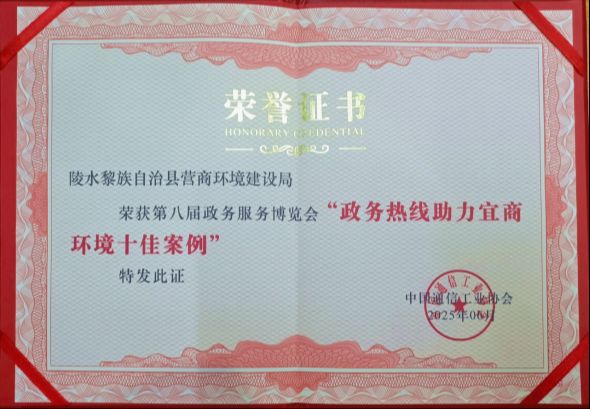 荣誉证书
HONORARY CREDENTIAL
陵水黎族自治县营商环境建设局
荣获第八届政务服务博览会“政务热线助力宜商
环境十佳案例”
特发此证
中国通信工业协会
2025年06月